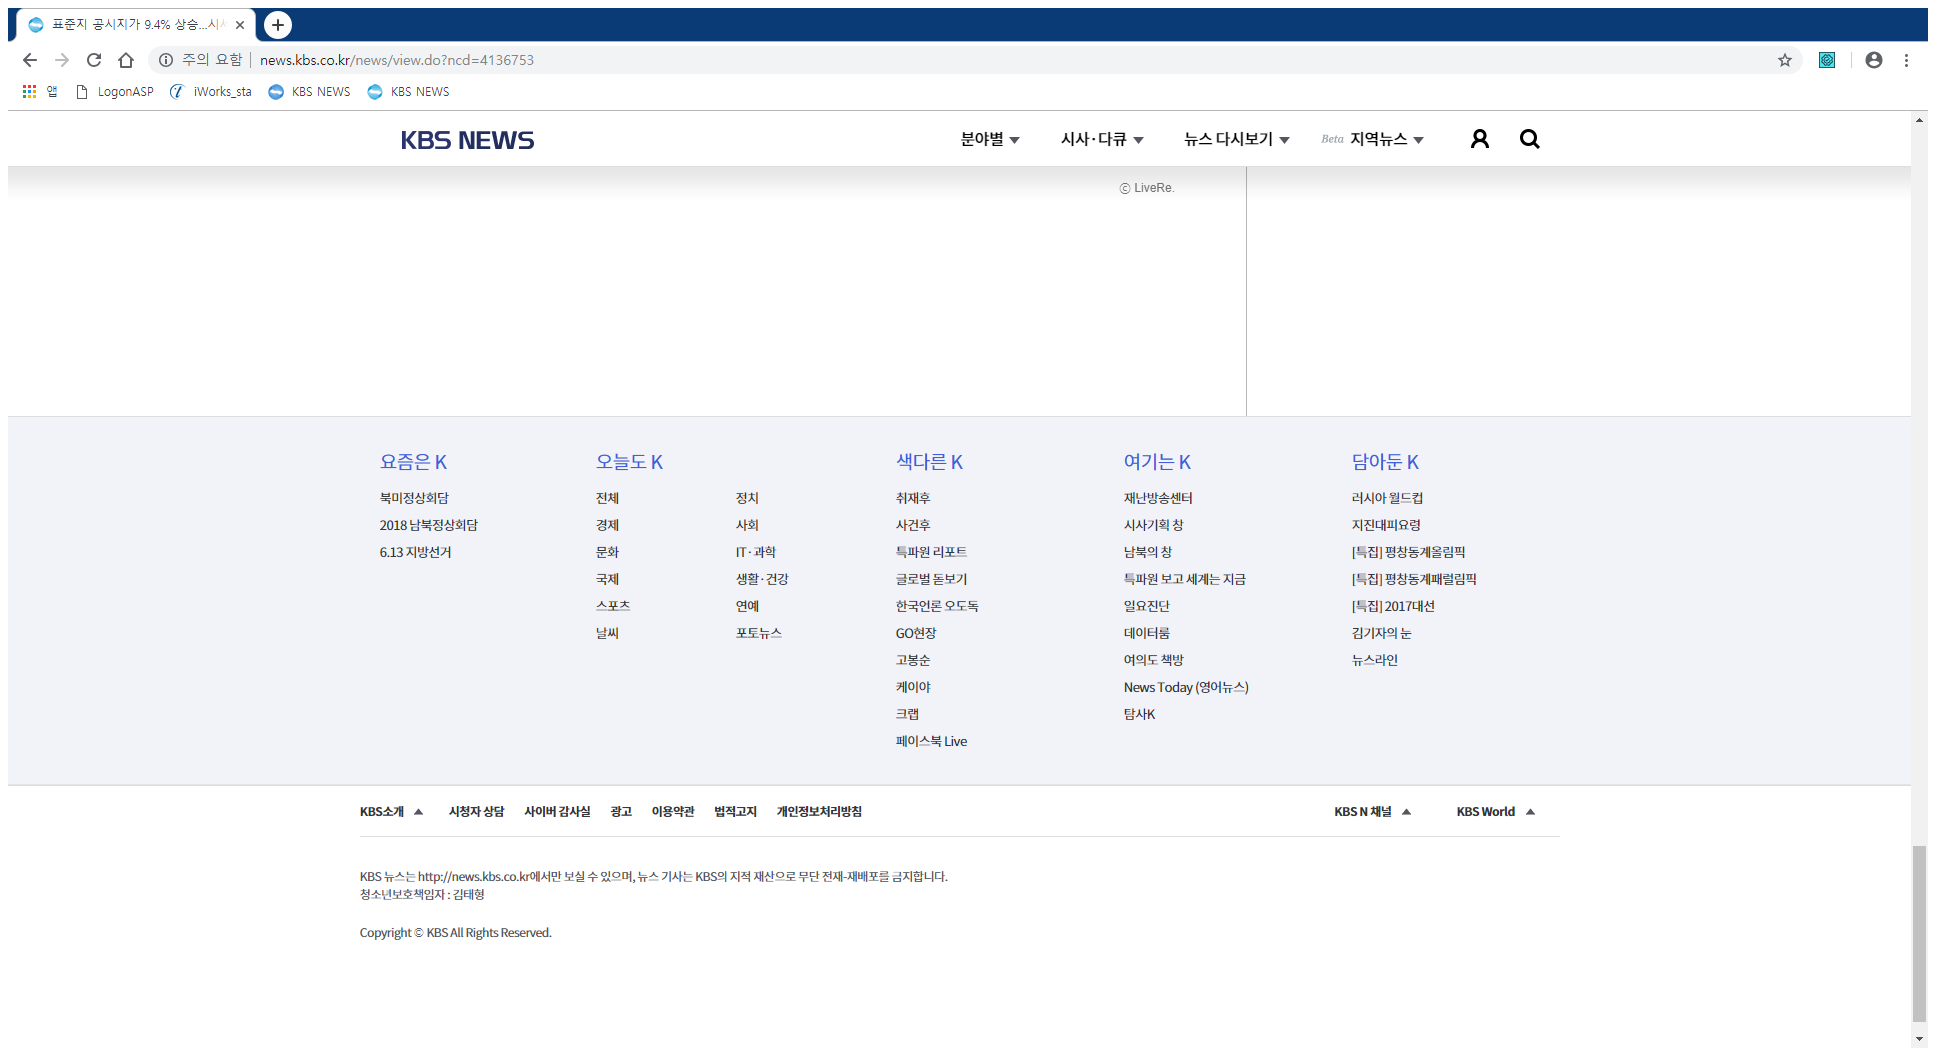 표준지 공시지가 9.4% 상승...시세
주의 요함 news.kbs.co.kr/news/view.do?ncd=4136753
앱 LogonASP iWorks_sta KBS NEWS KBS NEWS
KBS NEWS 분야별 시사·다큐 뉴스 다시보기 Beta 지역뉴스
ⓒ LiveRe.
요즘은 K
북미정상회담
2018 남북정상회담
6.13 지방선거
오늘도 K
전체 정치
경제 사회
문화 IT·과학
국제 생활·건강
스포츠 연예
날씨 포토뉴스
색다른 K
취재후
사건후
특파원 리포트
글로벌 돋보기
한국언론 오도독
GO현장
고봉순
케이야
크랩
페이스북 Live
여기는 K
재난방송센터
시사기획 창
남북의 창
특파원 보고 세계는 지금
일요진단
데이터룸
여의도 책방
News Today (영어뉴스)
탐사K
담아둔 K
러시아 월드컵
지진대피요령
[특집] 평창동계올림픽
[특집] 평창동계패럴림픽
[특집] 2017대선
김기자의 눈
뉴스라인
KBS소개 시청자 상담 사이버 감사실 광고 이용약관 법적고지 개인정보처리방침 KBS N 채널 KBS World
KBS 뉴스는 http://news.kbs.co.kr에서만 보실 수 있으며, 뉴스 기사는 KBS의 지적 재산으로 무단 전재-재배포를 금지합니다.
청소년보호책임자 : 김태형
Copyright © KBS All Rights Reserved.